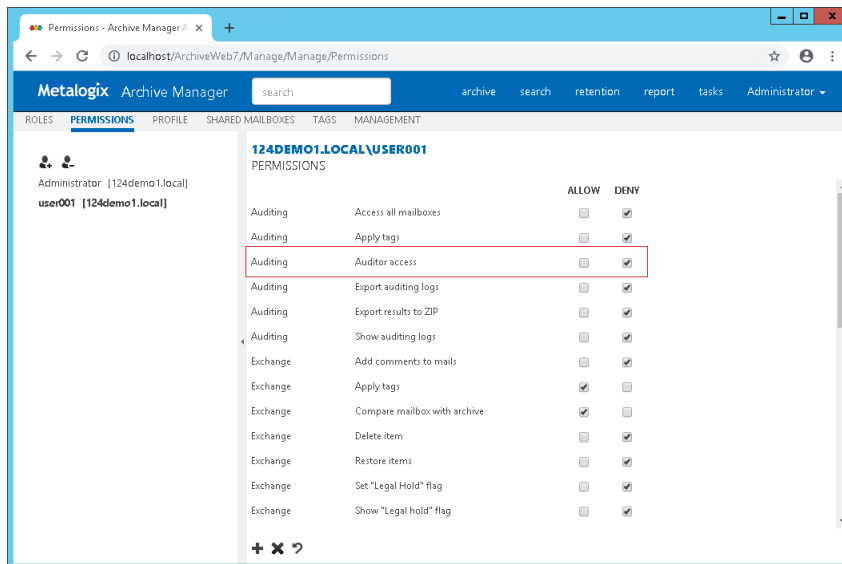 Permissions - Archive Manager A
localhost/ArchiveWeb7/Manage/Manage/Permissions
Metalogix Archive Manager search archive search retention report tasks Administrator
ROLES PERMISSIONS PROFILE SHARED MAILBOXES TAGS MANAGEMENT
Administrator [124demo1.local]
user001 [124demo1.local]
124DEMO1.LOCAL\USER001
PERMISSIONS
ALLOW DENY
Auditing Access all mailboxes
Auditing Apply tags
Auditing Auditor access
Auditing Export auditing logs
Auditing Export results to ZIP
Auditing Show auditing logs
Exchange Add comments to mails
Exchange Apply tags
Exchange Compare mailbox with archive
Exchange Delete item
Exchange Restore items
Exchange Set "Legal Hold" flag
Exchange Show "Legal hold" flag